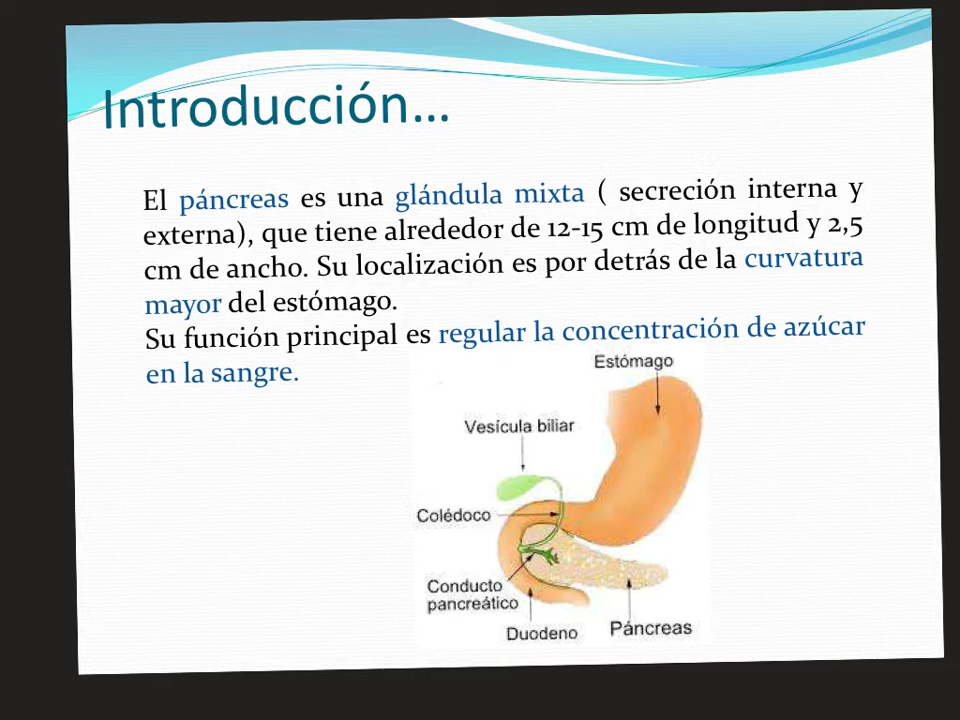 Introducción...
El páncreas es una glándula mixta ( secreción interna y
externa), que tiene alrededor de 12-15 cm de longitud y 2,5
cm de ancho. Su localización es por detrás de la curvatura
mayor del estómago.
Su función principal es regular la concentración de azúcar
en la sangre.
Estómago
Vesícula biliar
Colédoco
Conducto
pancreático
Duodeno
Páncreas